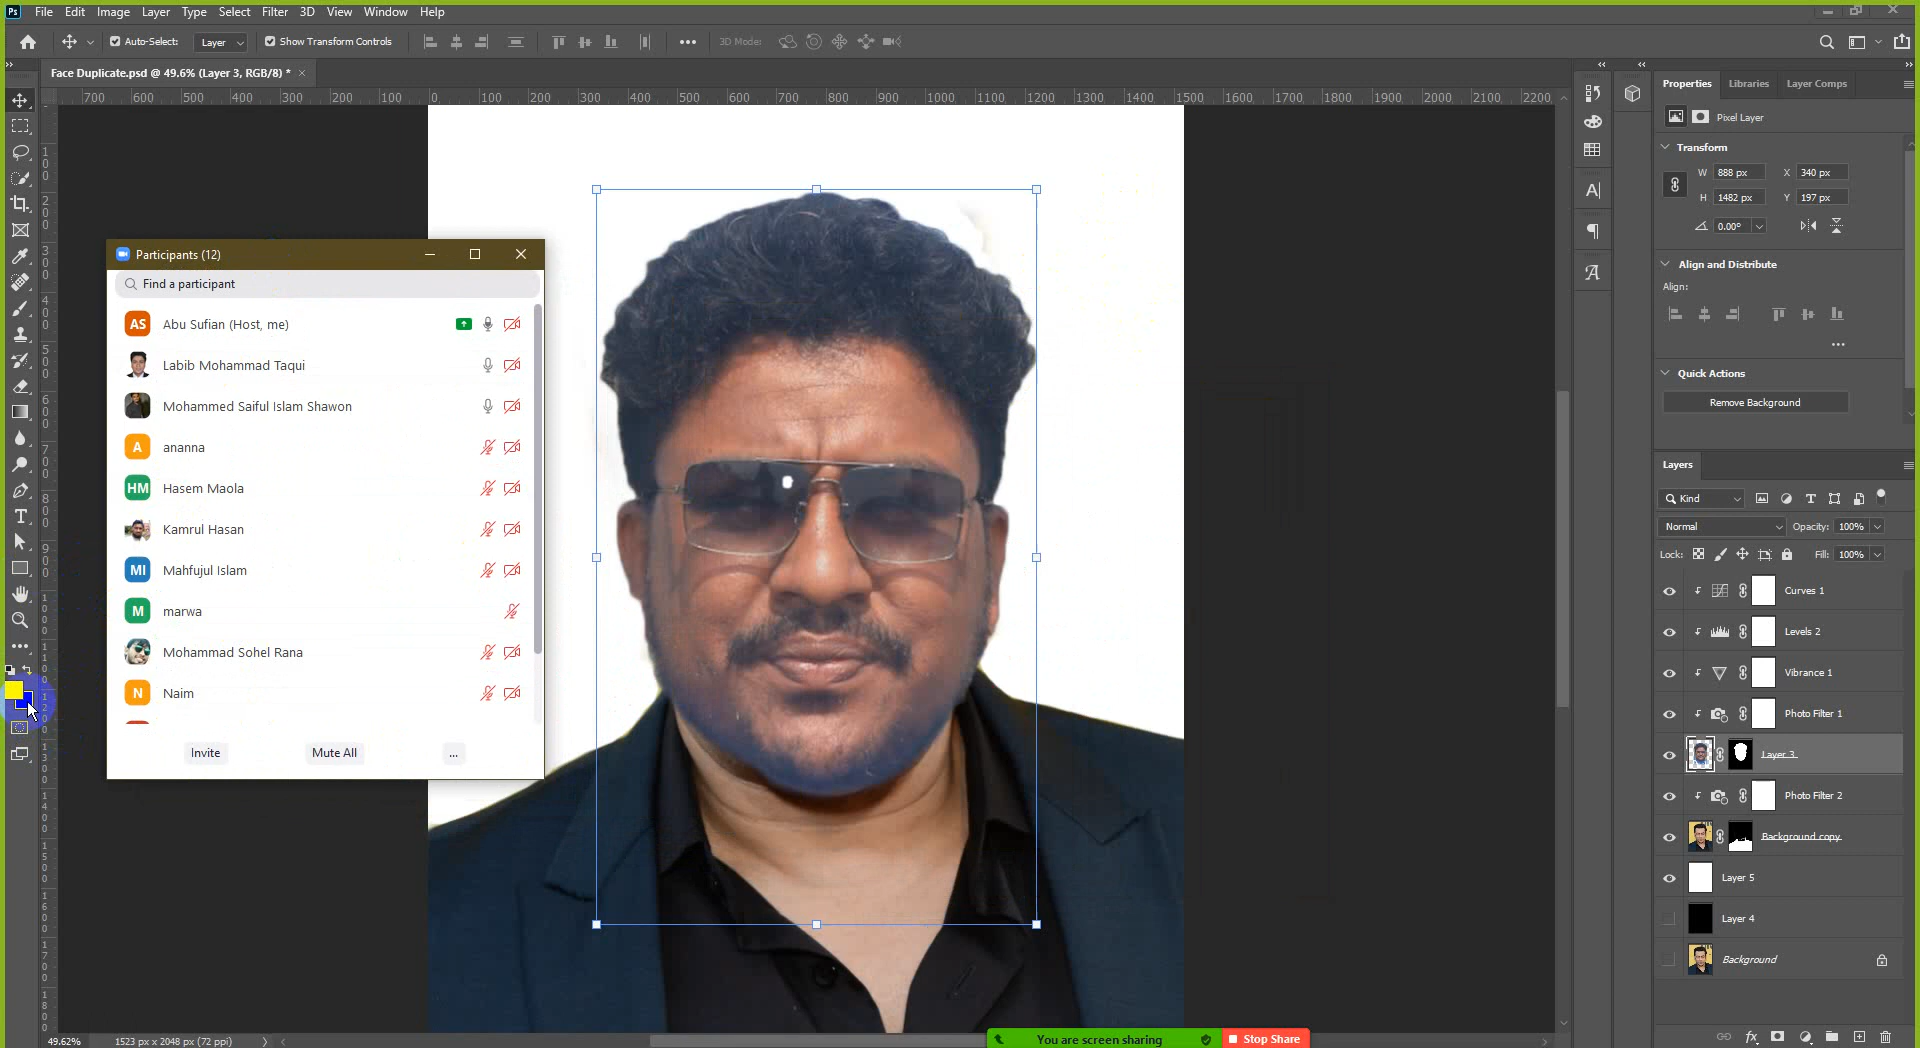 Ps File Edit Image Layer Type Select Filter 3D View Window Help
Auto-Select: Layer Show Transform Controls ••• 3D Mode:
Face Duplicate.psd @ 49.6% (Layer 3, RGB/8) * ×
700 600 500 400 300 200 100 0 100 200 300 400 500 600 700 800 900 1000 1100 1200 1300 1400 1500 1600 1700 1800 1900 2000 2100 2200
Participants (12)
Find a participant
AS Abu Sufian (Host, me)
Labib Mohammad Taqui
Mohammed Saiful Islam Shawon
A ananna
HM Hasem Maola
Kamrul Hasan
MI Mahfujul Islam
M marwa
Mohammad Sohel Rana
N Naim
Invite Mute All ...
Properties Libraries Layer Comps
Pixel Layer
Transform
W 888 px X 340 px
H 1482 px Y 197 px
0.00°
Align and Distribute
Align:
•••
Quick Actions
Remove Background
Layers
Kind
Normal Opacity: 100%
Lock: Fill: 100%
Curves 1
Levels 2
Vibrance 1
Photo Filter 1
Layer 3
Photo Filter 2
Background copy
Layer 5
Layer 4
Background
fx
49.62% 1523 px x 2048 px (72 ppi)
You are screen sharing Stop Share